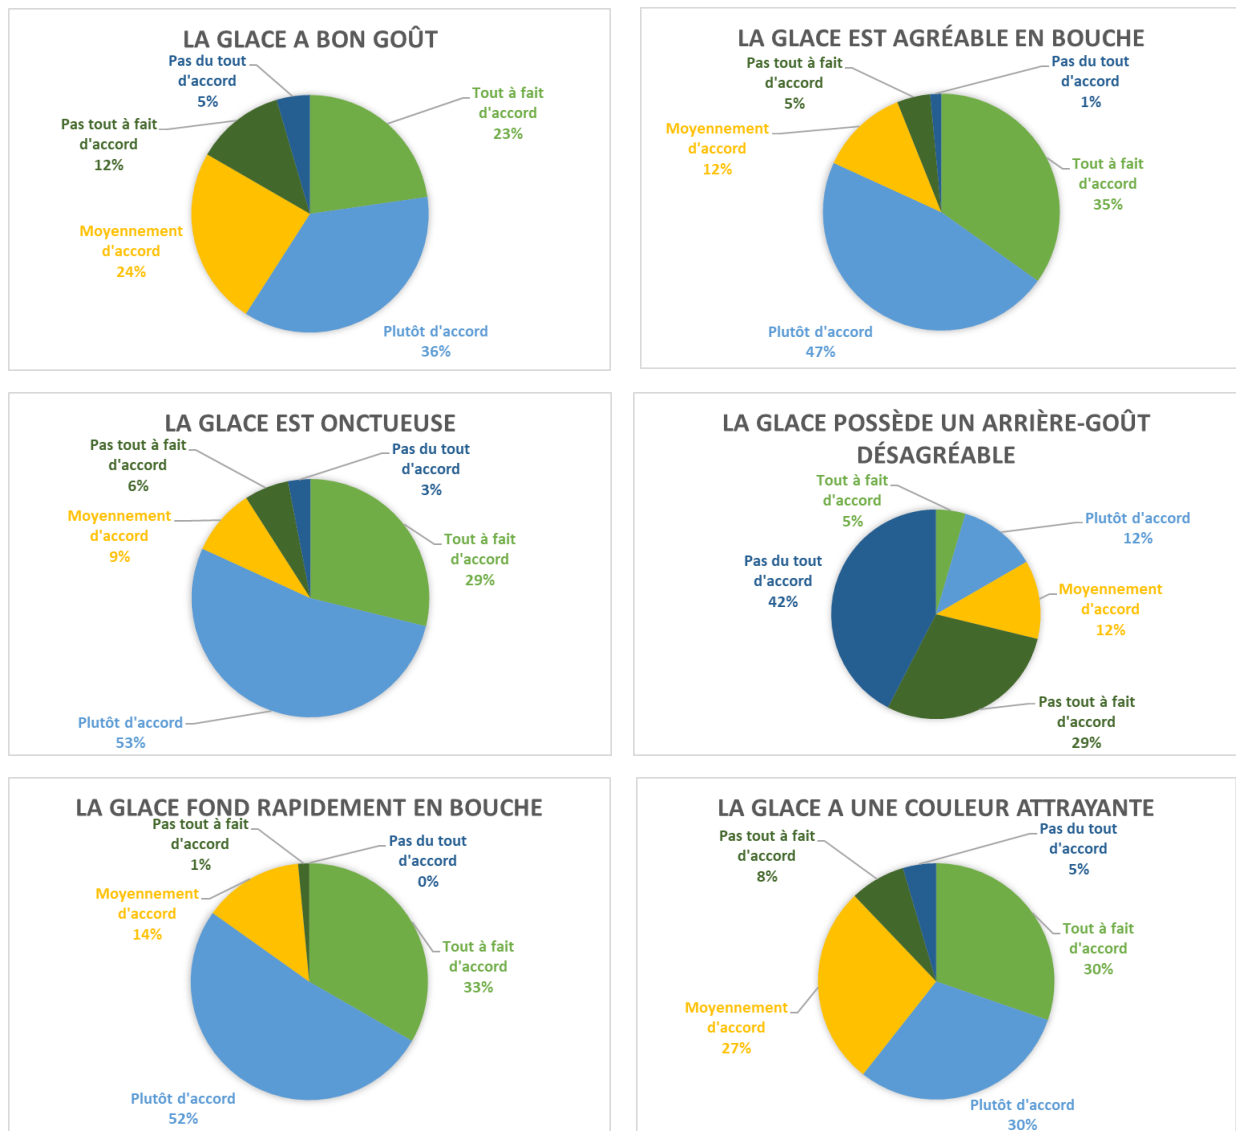 LA GLACE A BON GOÛT
Pas du tout
d'accord
5%
Tout à fait
d'accord
23%
Pas tout à fait
d'accord
12%
Moyennement
d'accord
24%
Plutôt d'accord
36%
LA GLACE EST AGRÉABLE EN BOUCHE
Pas tout à fait
d'accord
5%
Pas du tout
d'accord
1%
Moyennement
d'accord
12%
Tout à fait
d'accord
35%
Plutôt d'accord
47%
LA GLACE EST ONCTUEUSE
Pas tout à fait
d'accord
6%
Pas du tout
d'accord
3%
Moyennement
d'accord
9%
Tout à fait
d'accord
29%
Plutôt d'accord
53%
LA GLACE POSSÈDE UN ARRIÈRE-GOÛT
DÉSAGRÉABLE
Tout à fait
d'accord
5%
Plutôt d'accord
12%
Pas du tout
d'accord
42%
Moyennement
d'accord
12%
Pas tout à fait
d'accord
29%
LA GLACE FOND RAPIDEMENT EN BOUCHE
Pas tout à fait
d'accord
1%
Pas du tout
d'accord
0%
Moyennement
d'accord
14%
Tout à fait
d'accord
33%
Plutôt d'accord
52%
LA GLACE A UNE COULEUR ATTRAYANTE
Pas tout à fait
d'accord
8%
Pas du tout
d'accord
5%
Tout à fait
d'accord
30%
Moyennement
d'accord
27%
Plutôt d'accord
30%